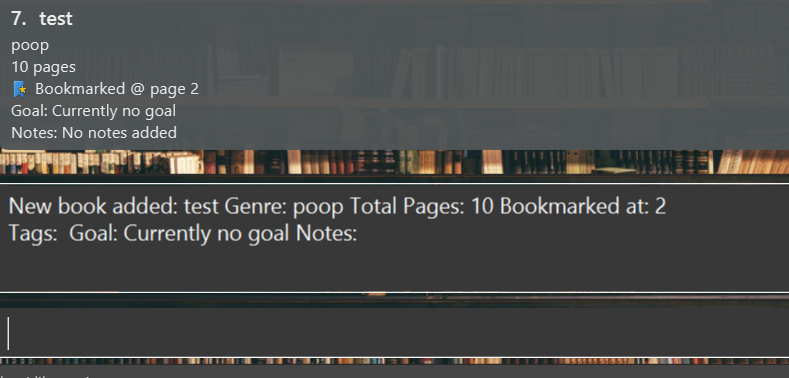 7. test
poop
10 pages
Bookmarked @ page 2
Goal: Currently no goal
Notes: No notes added
New book added: test Genre: poop Total Pages: 10 Bookmarked at: 2
Tags:  Goal: Currently no goal Notes: